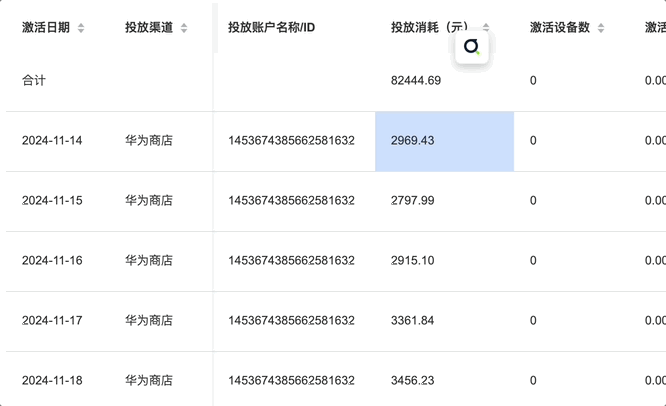 激活日期 投放渠道 投放账户名称/ID 投放消耗（元） 激活设备数 激活
合计 82444.69 0 0.00
2024-11-14 华为商店 1453674385662581632 2969.43 0 0.00
2024-11-15 华为商店 1453674385662581632 2797.99 0 0.00
2024-11-16 华为商店 1453674385662581632 2915.10 0 0.00
2024-11-17 华为商店 1453674385662581632 3361.84 0 0.00
2024-11-18 华为商店 1453674385662581632 3456.23 0 0.00